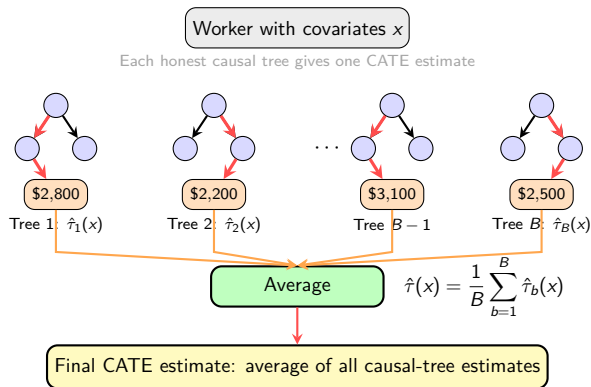 Worker with covariates x
Each honest causal tree gives one CATE estimate
· · ·
$2,800 $2,200 $3,100 $2,500
Tree 1: τ̂₁(x) Tree 2: τ̂₂(x) Tree B − 1 Tree B: τ̂_B(x)
Average
τ̂(x) = \frac{1}{B} \sum_{b=1}^{B} τ̂_b(x)
Final CATE estimate: average of all causal-tree estimates